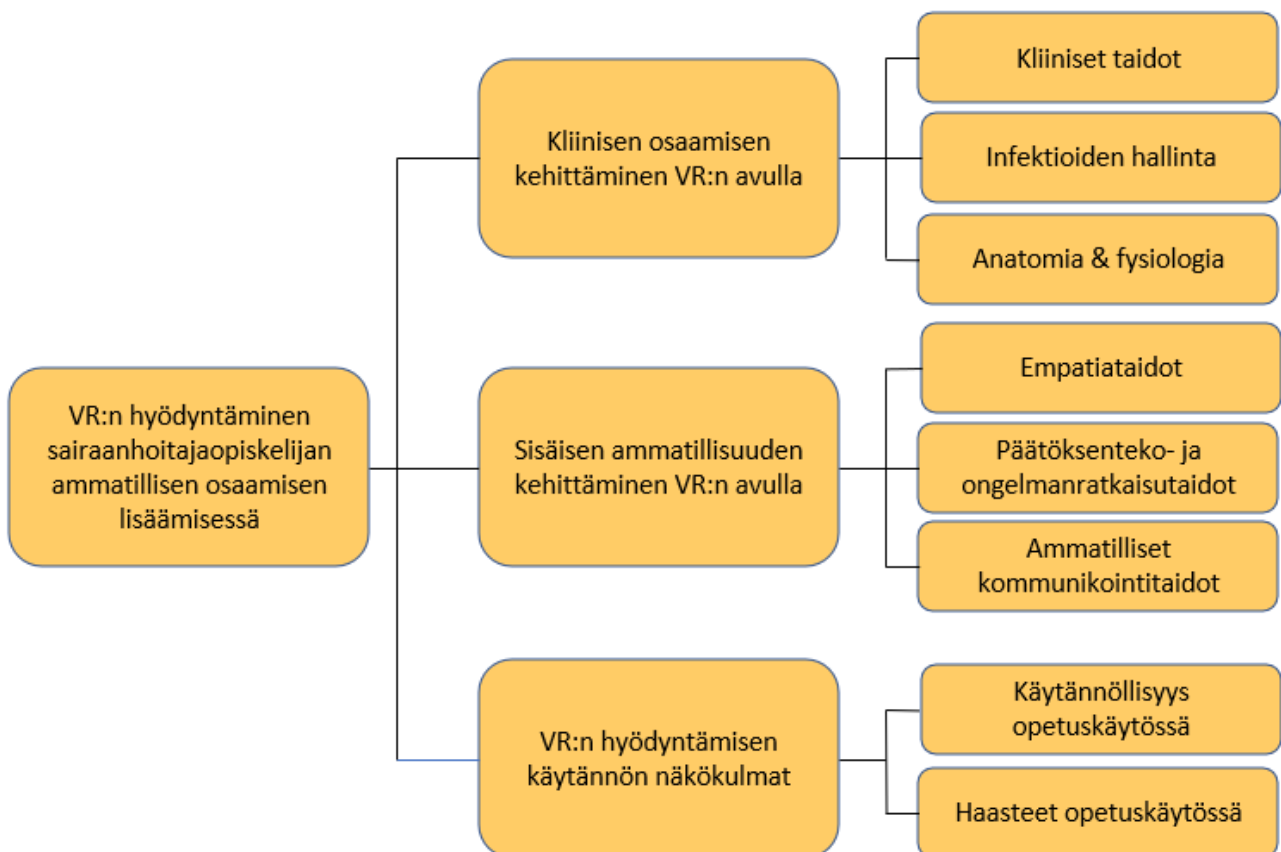 VR:n hyödyntäminen
sairaanhoitajaopiskelijan
ammatillisen osaamisen
lisäämisessä
Kliinisen osaamisen
kehittäminen VR:n avulla
Kliiniset taidot
Infektioiden hallinta
Anatomia & fysiologia
Sisäisen ammatillisuuden
kehittäminen VR:n avulla
Empatiataidot
Päätöksenteko- ja
ongelmanratkaisutaidot
Ammatilliset
kommunikointitaidot
VR:n hyödyntämisen
käytännön näkökulmat
Käytännöllisyys
opetuskäytössä
Haasteet opetuskäytössä